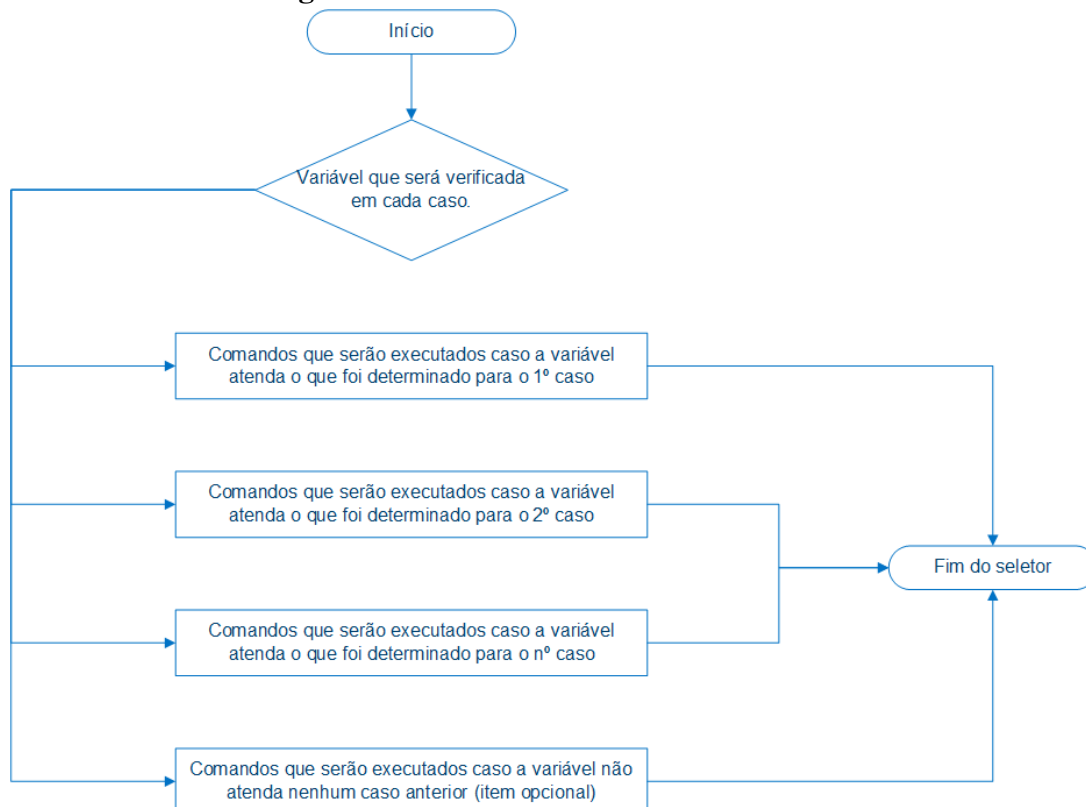 Início
Variável que será verificada
em cada caso.
Comandos que serão executados caso a variável
atenda o que foi determinado para o 1º caso
Comandos que serão executados caso a variável
atenda o que foi determinado para o 2º caso
Fim do seletor
Comandos que serão executados caso a variável
atenda o que foi determinado para o nº caso
Comandos que serão executados caso a variável não
atenda nenhum caso anterior (item opcional)